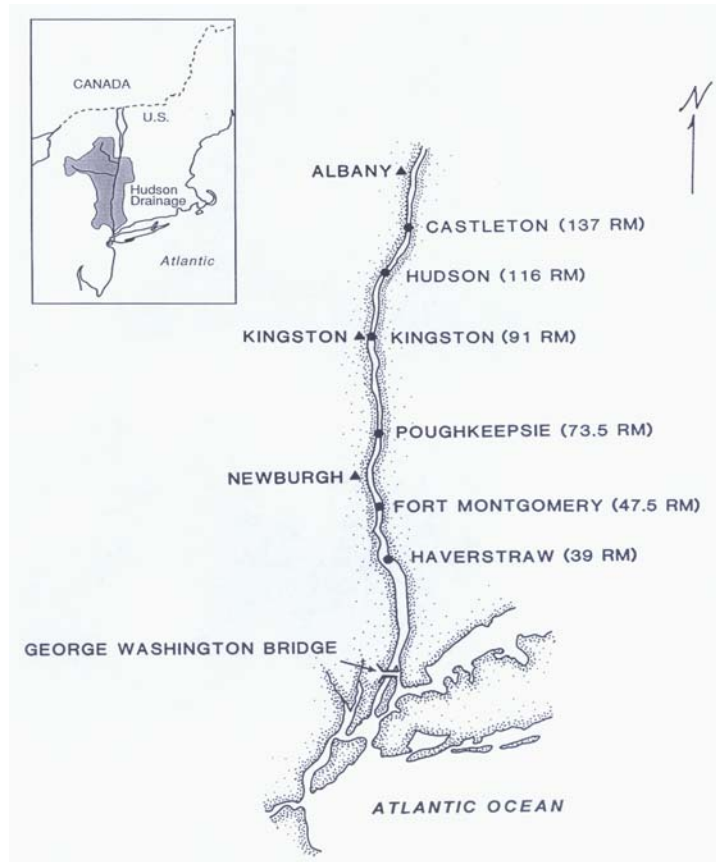 CANADA
U.S.
Hudson
Drainage
Atlantic
N
ALBANY
CASTLETON (137 RM)
HUDSON (116 RM)
KINGSTON KINGSTON (91 RM)
POUGHKEEPSIE (73.5 RM)
NEWBURGH
FORT MONTGOMERY (47.5 RM)
HAVERSTRAW (39 RM)
GEORGE WASHINGTON BRIDGE
ATLANTIC OCEAN